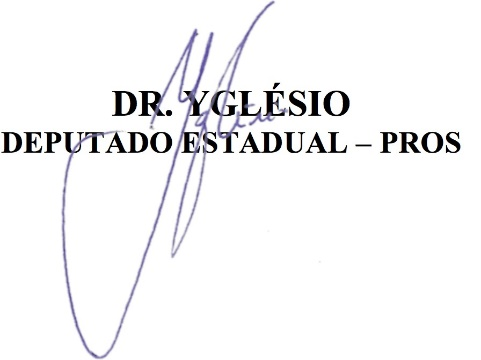 DR. YGLÉSIO
DEPUTADO ESTADUAL – PROS